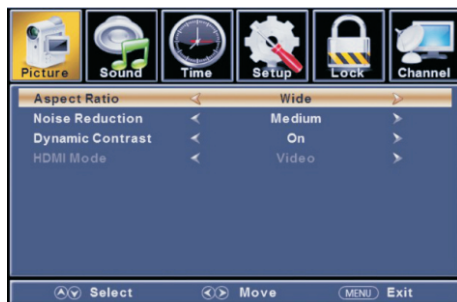 Picture Sound Time Setup Lock Channel
Aspect Ratio Wide
Noise Reduction Medium
Dynamic Contrast On
HDMI Mode Video
Select Move MENU Exit